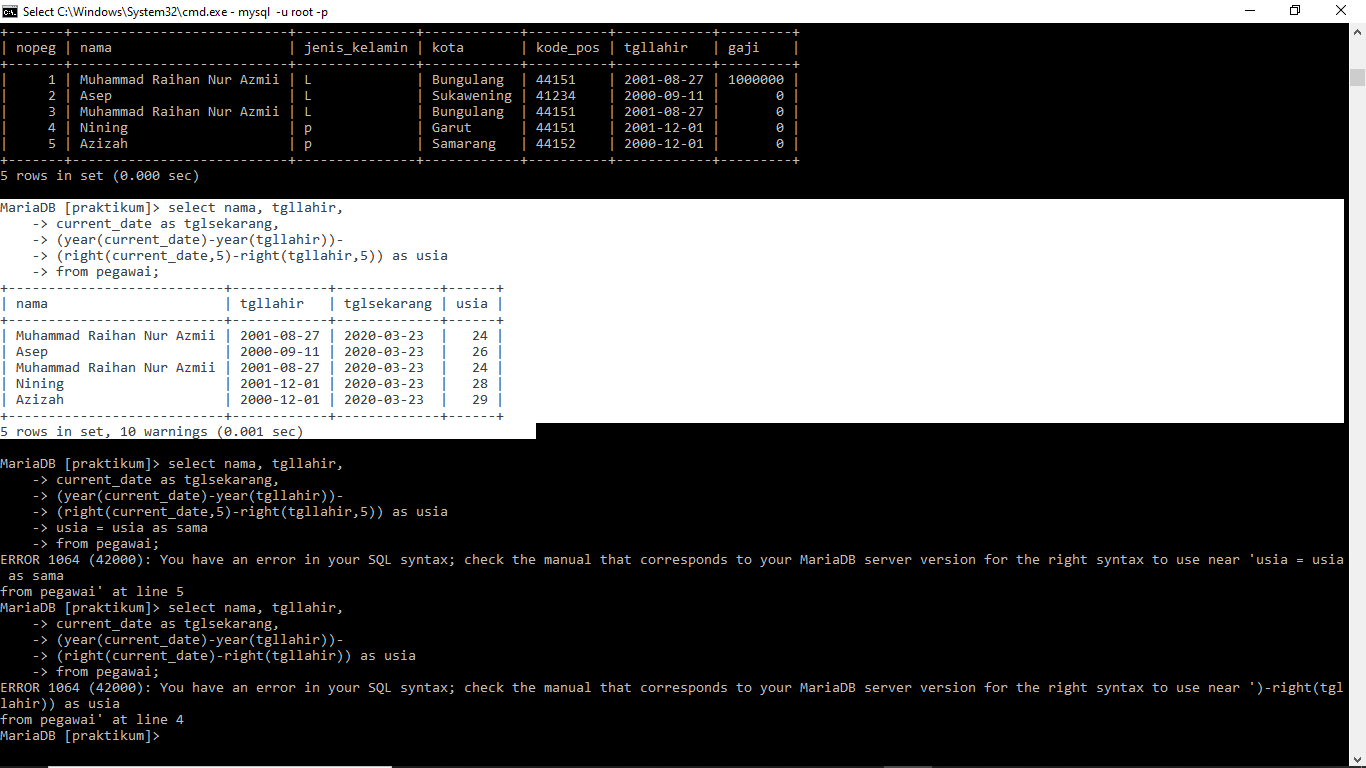 Select C:\Windows\System32\cmd.exe - mysql  -u root -p
+-------+--------------------------+---------------+------------+----------+------------+---------+
| nopeg | nama                      | jenis_kelamin | kota       | kode_pos | tgllahir   | gaji    |
+-------+--------------------------+---------------+------------+----------+------------+---------+
|     1 | Muhammad Raihan Nur Azmii | L             | Bungulang  | 44151    | 2001-08-27 | 1000000 |
|     2 | Asep                      | L             | Sukawening | 41234    | 2000-09-11 |       0 |
|     3 | Muhammad Raihan Nur Azmii | L             | Bungulang  | 44151    | 2001-08-27 |       0 |
|     4 | Nining                    | p             | Garut      | 44151    | 2001-12-01 |       0 |
|     5 | Azizah                    | p             | Samarang   | 44152    | 2000-12-01 |       0 |
+-------+--------------------------+---------------+------------+----------+------------+---------+
5 rows in set (0.000 sec)
MariaDB [praktikum]> select nama, tgllahir,
    -> current_date as tglsekarang,
    -> (year(current_date)-year(tgllahir))-
    -> (right(current_date,5)-right(tgllahir,5)) as usia
    -> from pegawai;
+---------------------------+------------+-------------+------+
| nama                      | tgllahir   | tglsekarang | usia |
+---------------------------+------------+-------------+------+
| Muhammad Raihan Nur Azmii | 2001-08-27 | 2020-03-23  |   24 |
| Asep                      | 2000-09-11 | 2020-03-23  |   26 |
| Muhammad Raihan Nur Azmii | 2001-08-27 | 2020-03-23  |   24 |
| Nining                    | 2001-12-01 | 2020-03-23  |   28 |
| Azizah                    | 2000-12-01 | 2020-03-23  |   29 |
+---------------------------+------------+-------------+------+
5 rows in set, 10 warnings (0.001 sec)
MariaDB [praktikum]> select nama, tgllahir,
    -> current_date as tglsekarang,
    -> (year(current_date)-year(tgllahir))-
    -> (right(current_date,5)-right(tgllahir,5)) as usia
    -> usia = usia as sama
    -> from pegawai;
ERROR 1064 (42000): You have an error in your SQL syntax; check the manual that corresponds to your MariaDB server version for the right syntax to use near 'usia = usia
 as sama
from pegawai' at line 5
MariaDB [praktikum]> select nama, tgllahir,
    -> current_date as tglsekarang,
    -> (year(current_date)-year(tgllahir))-
    -> (right(current_date)-right(tgllahir)) as usia
    -> from pegawai;
ERROR 1064 (42000): You have an error in your SQL syntax; check the manual that corresponds to your MariaDB server version for the right syntax to use near ')-right(tgl
lahir)) as usia
from pegawai' at line 4
MariaDB [praktikum]>